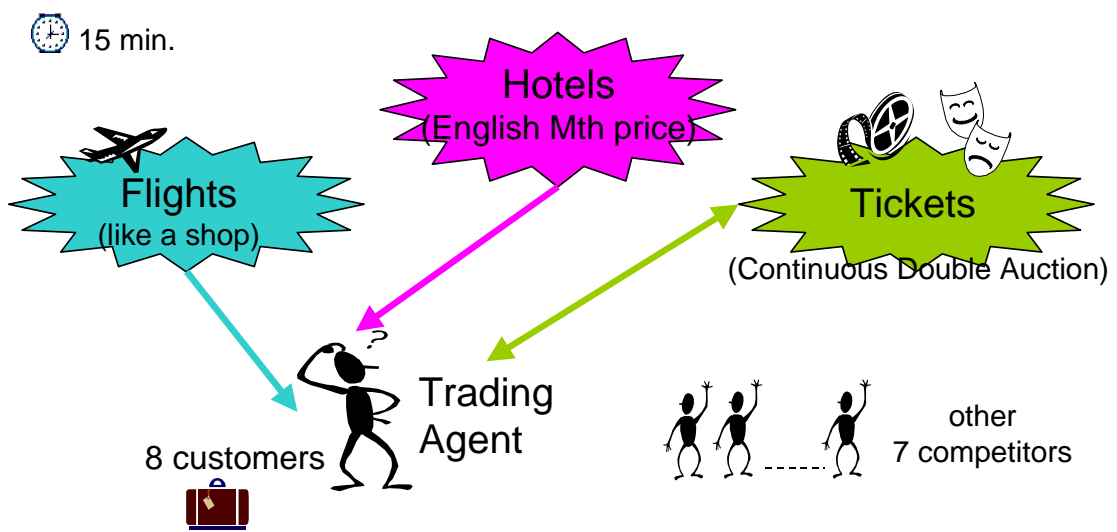 15 min.
Hotels
(English Mth price)
Flights
(like a shop)
Tickets
(Continuous Double Auction)
?
Trading
Agent
8 customers
other
7 competitors